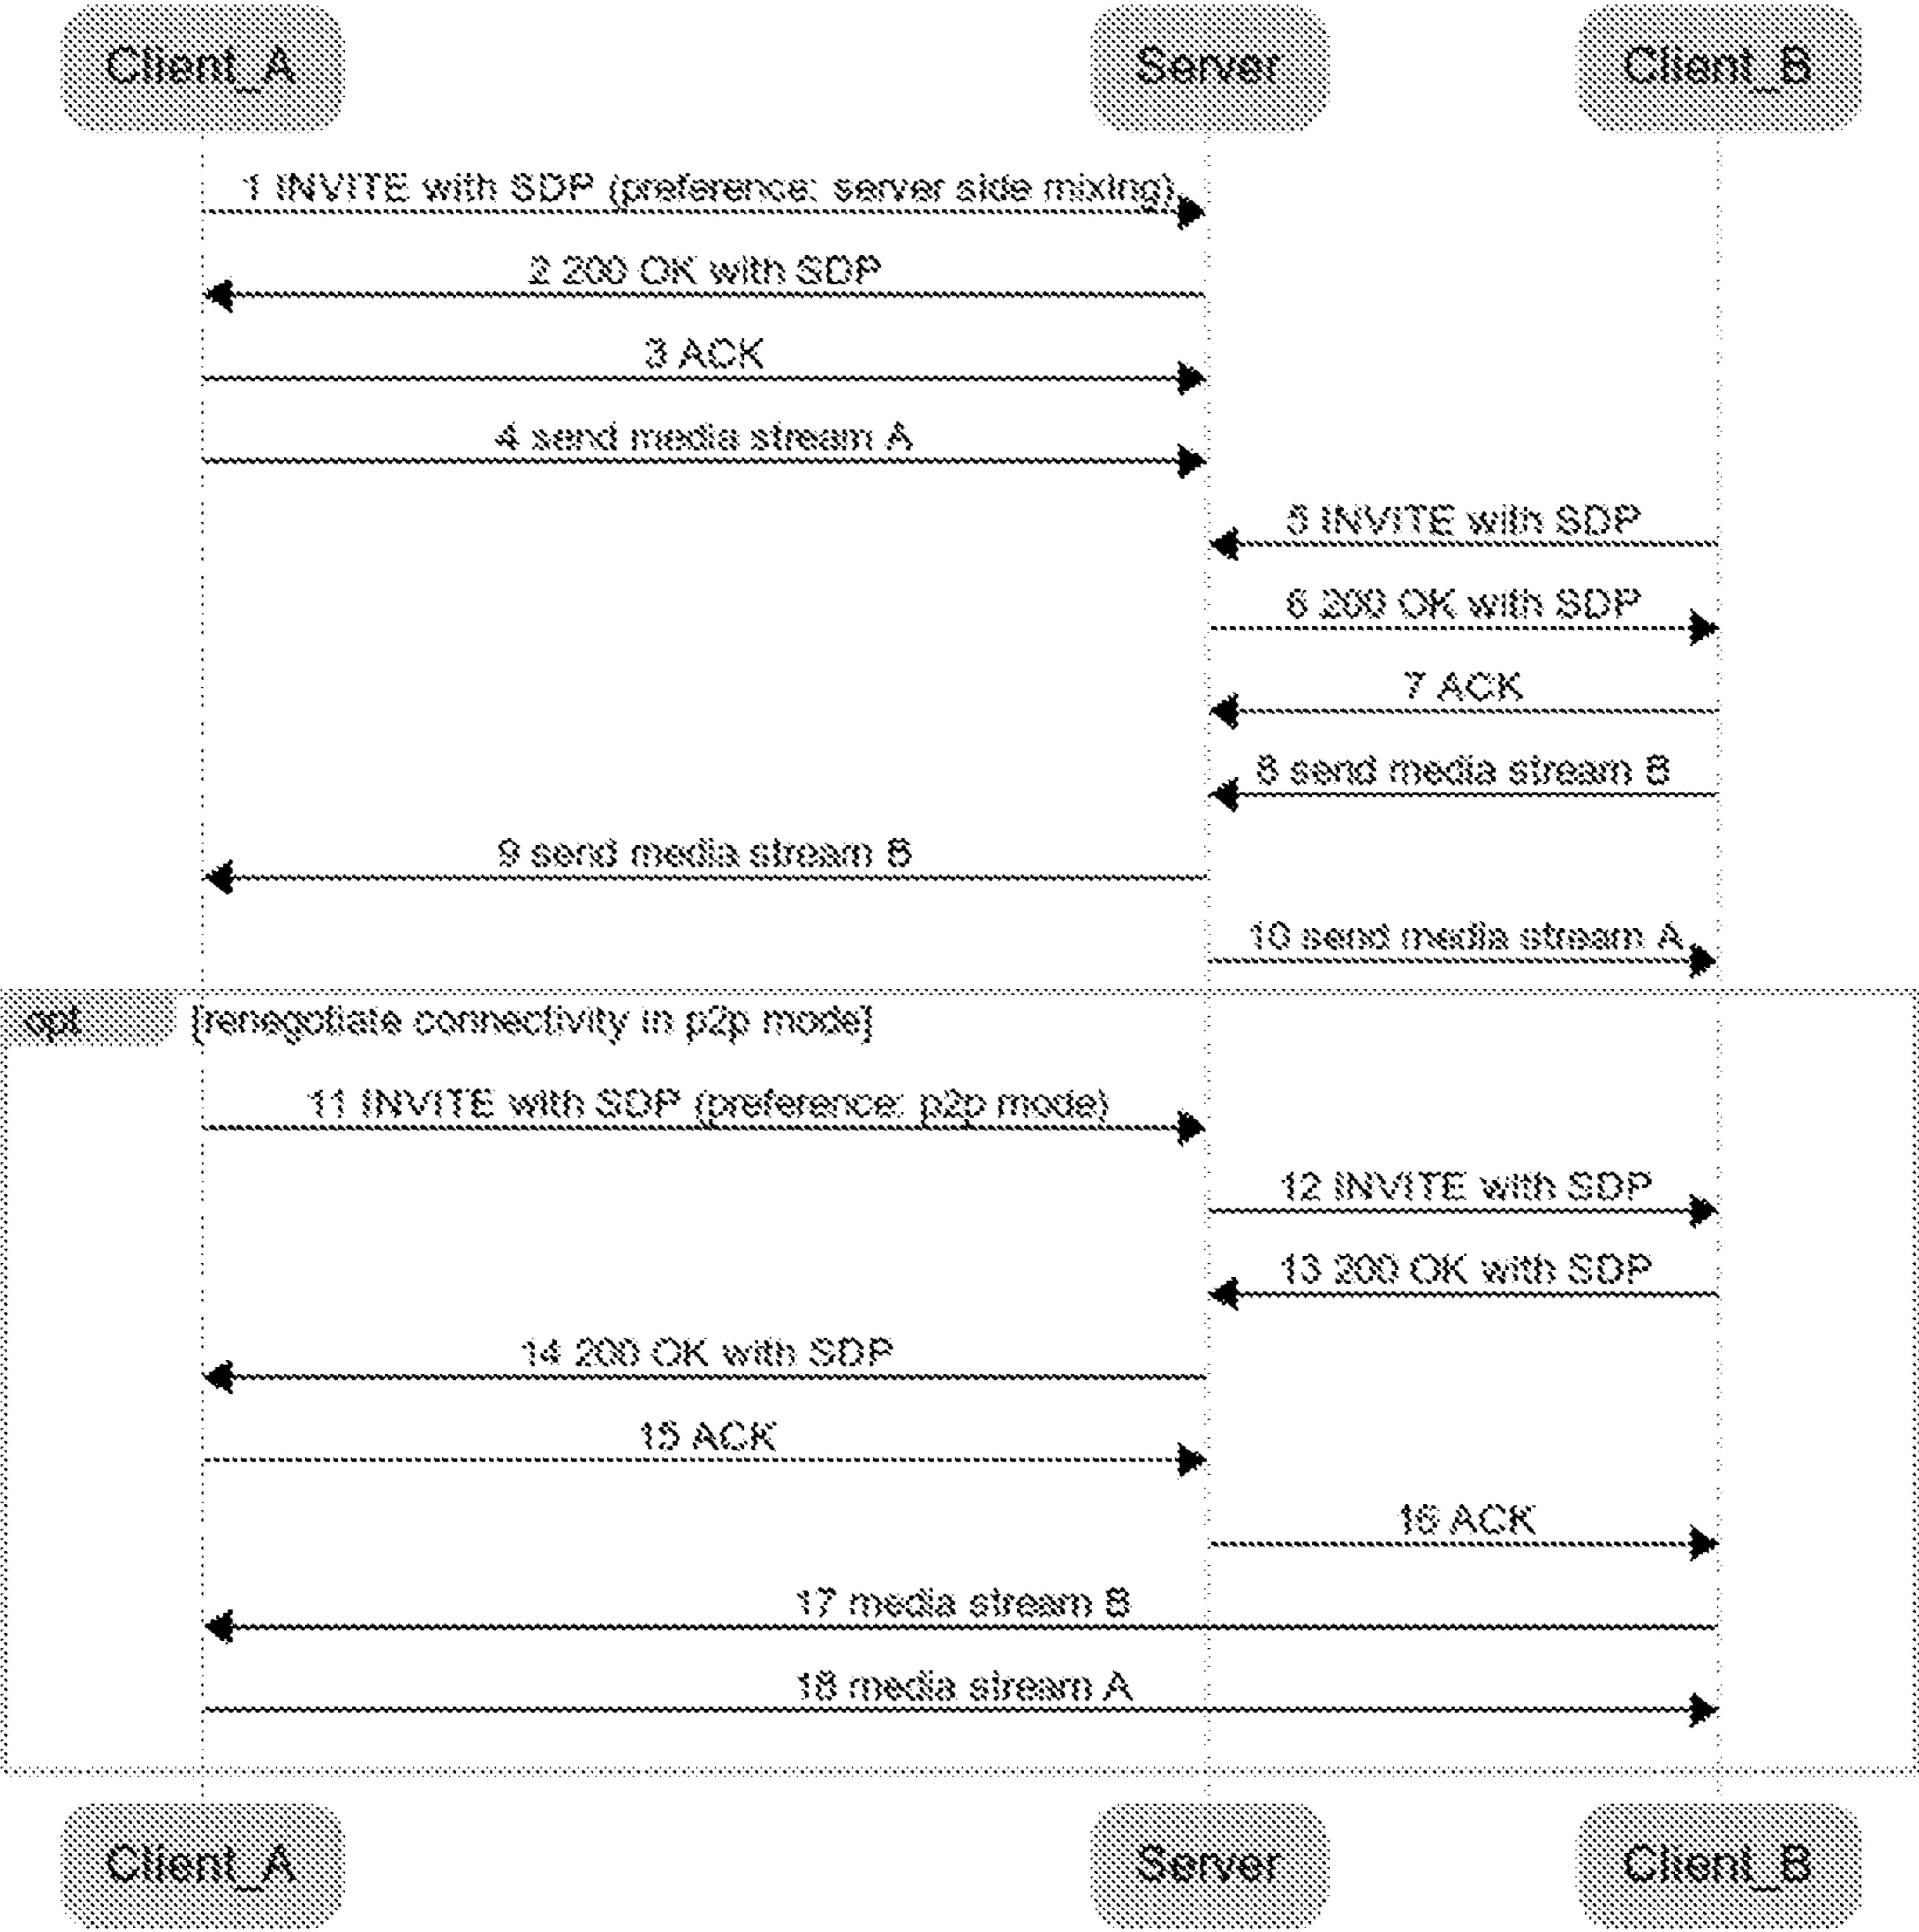 Client_A
Server
Client_B
1 INVITE with SDP (preference: server side mixing)
2 200 OK with SDP
3 ACK
4 send media stream A
5 INVITE with SDP
6 200 OK with SDP
7 ACK
8 send media stream B
9 send media stream B
10 send media stream A
opt [renegotiate connectivity in p2p mode]
11 INVITE with SDP (preference: p2p mode)
12 INVITE with SDP
13 200 OK with SDP
14 200 OK with SDP
15 ACK
16 ACK
17 media stream B
18 media stream A
Client_A
Server
Client_B